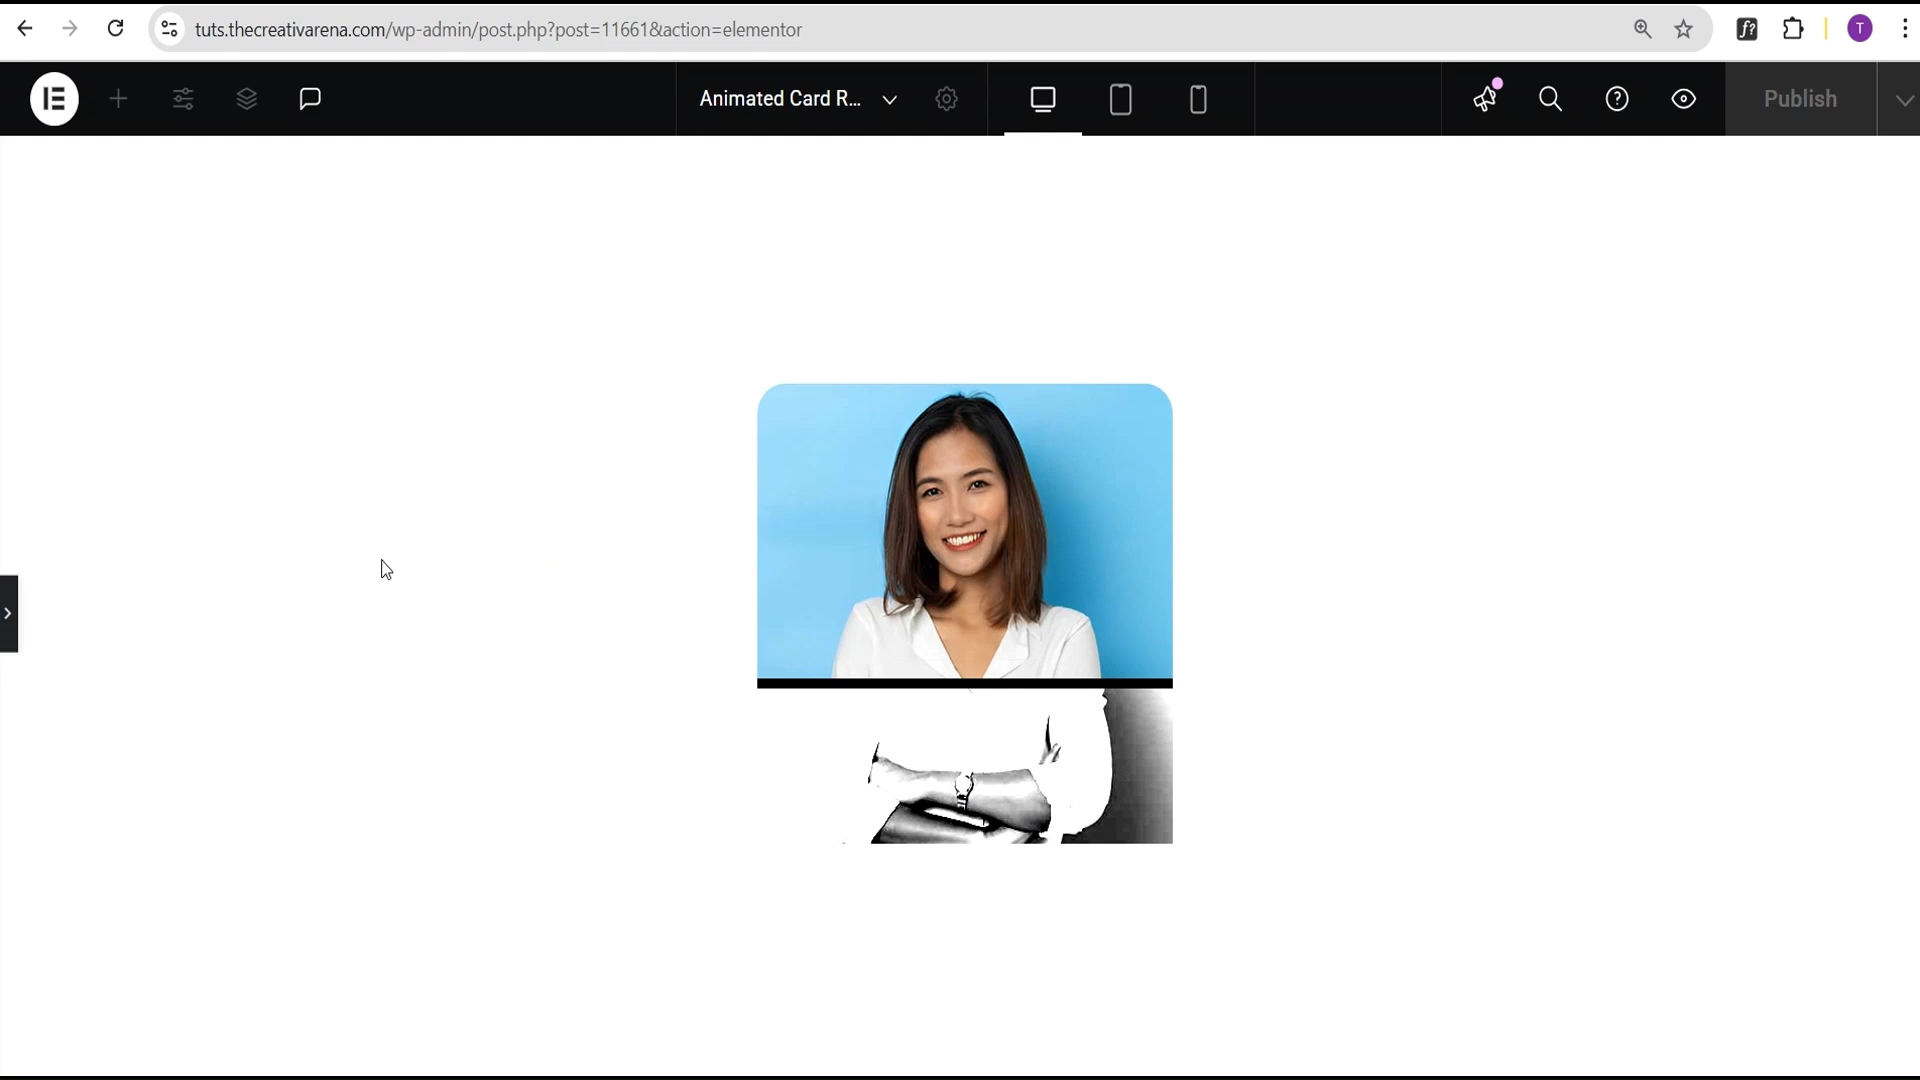 tuts.thecreativarena.com/wp-admin/post.php?post=11661&action=elementor
f?
T
Animated Card R...
Publish